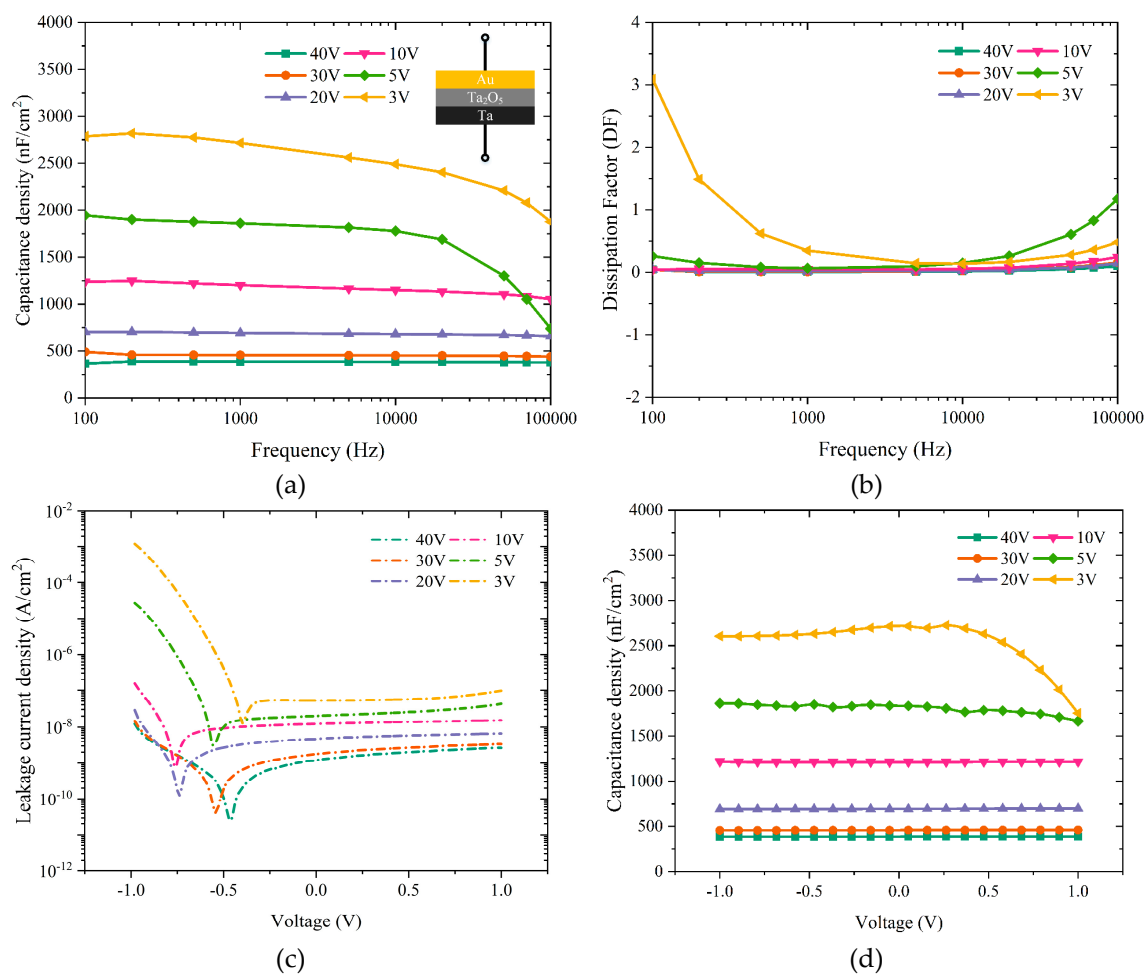 4000
3500
3000
2500
2000
1500
1000
500
0
Capacitance density (nF/cm²)
40V 10V
30V 5V
20V 3V
Au
Ta₂O₅
Ta
100 1000 10000 100000
Frequency (Hz)
(a)
4
3
2
1
0
-1
-2
Dissipation Factor (DF)
40V 10V
30V 5V
20V 3V
100 1000 10000 100000
Frequency (Hz)
(b)
10⁻²
10⁻⁴
10⁻⁶
10⁻⁸
10⁻¹⁰
10⁻¹²
Leakage current density (A/cm²)
40V 10V
30V 5V
20V 3V
-1.0 -0.5 0.0 0.5 1.0
Voltage (V)
(c)
4000
3500
3000
2500
2000
1500
1000
500
0
Capacitance density (nF/cm²)
40V 10V
30V 5V
20V 3V
-1.0 -0.5 0.0 0.5 1.0
Voltage (V)
(d)